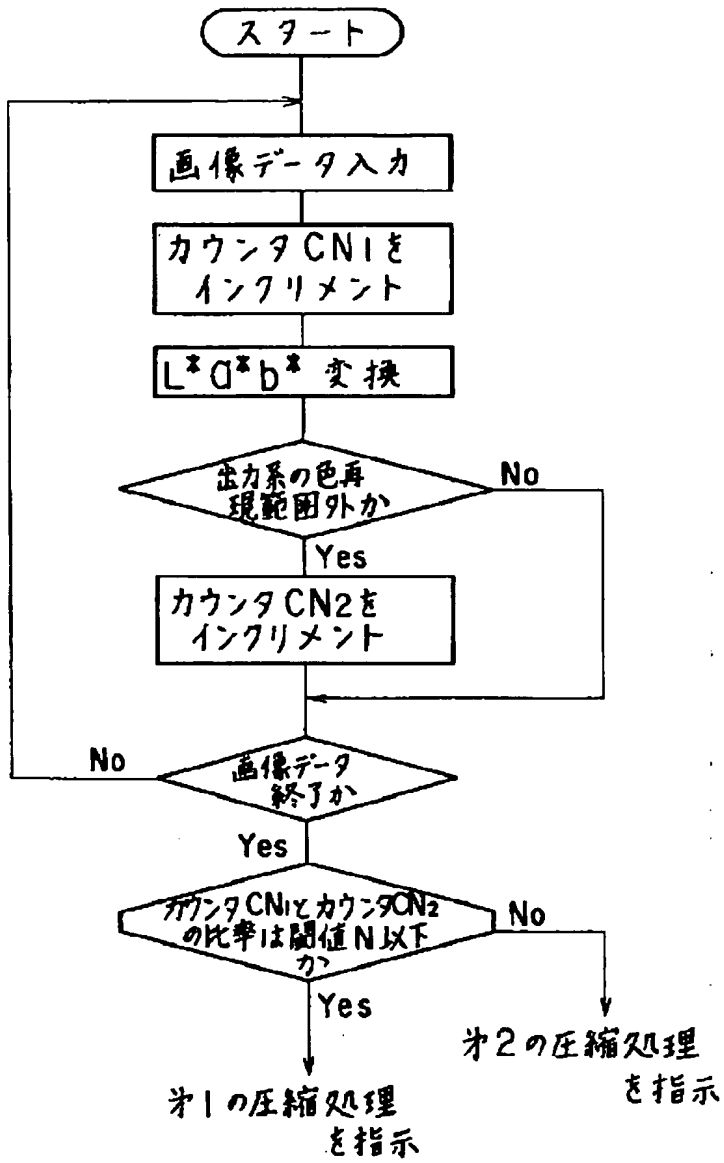 スタート
画像データ入力
カウンタCN1を
インクリメント
L*a*b* 変換
出力系の色再
現範囲外か
No
Yes
カウンタCN2を
インクリメント
No
画像データ
終了か
Yes
カウンタCN1とカウンタCN2
の比率は閾値N以下
か
No
Yes
第2の圧縮処理
を指示
第1の圧縮処理
を指示